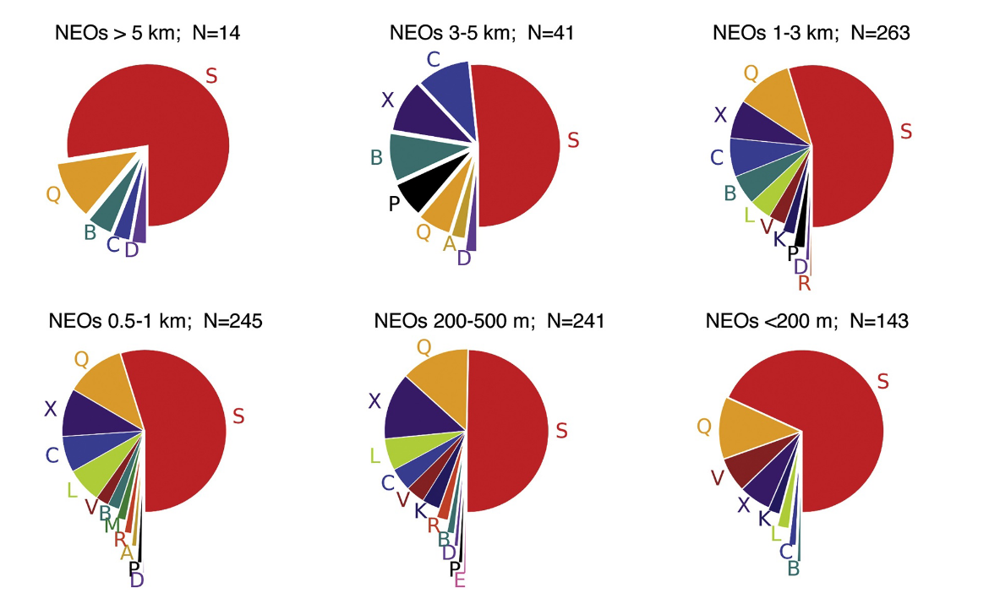 NEOs > 5 km; N=14
S
Q
B
C
D
NEOs 3-5 km; N=41
C
X
S
B
P
Q
A
D
NEOs 1-3 km; N=263
Q
X
S
C
B
L
V
K
P
D
R
NEOs 0.5-1 km; N=245
Q
X
S
C
L
V
B
M
R
A
P
D
NEOs 200-500 m; N=241
Q
X
S
L
C
V
K
R
B
D
P
E
NEOs <200 m; N=143
S
Q
V
X
K
L
C
B